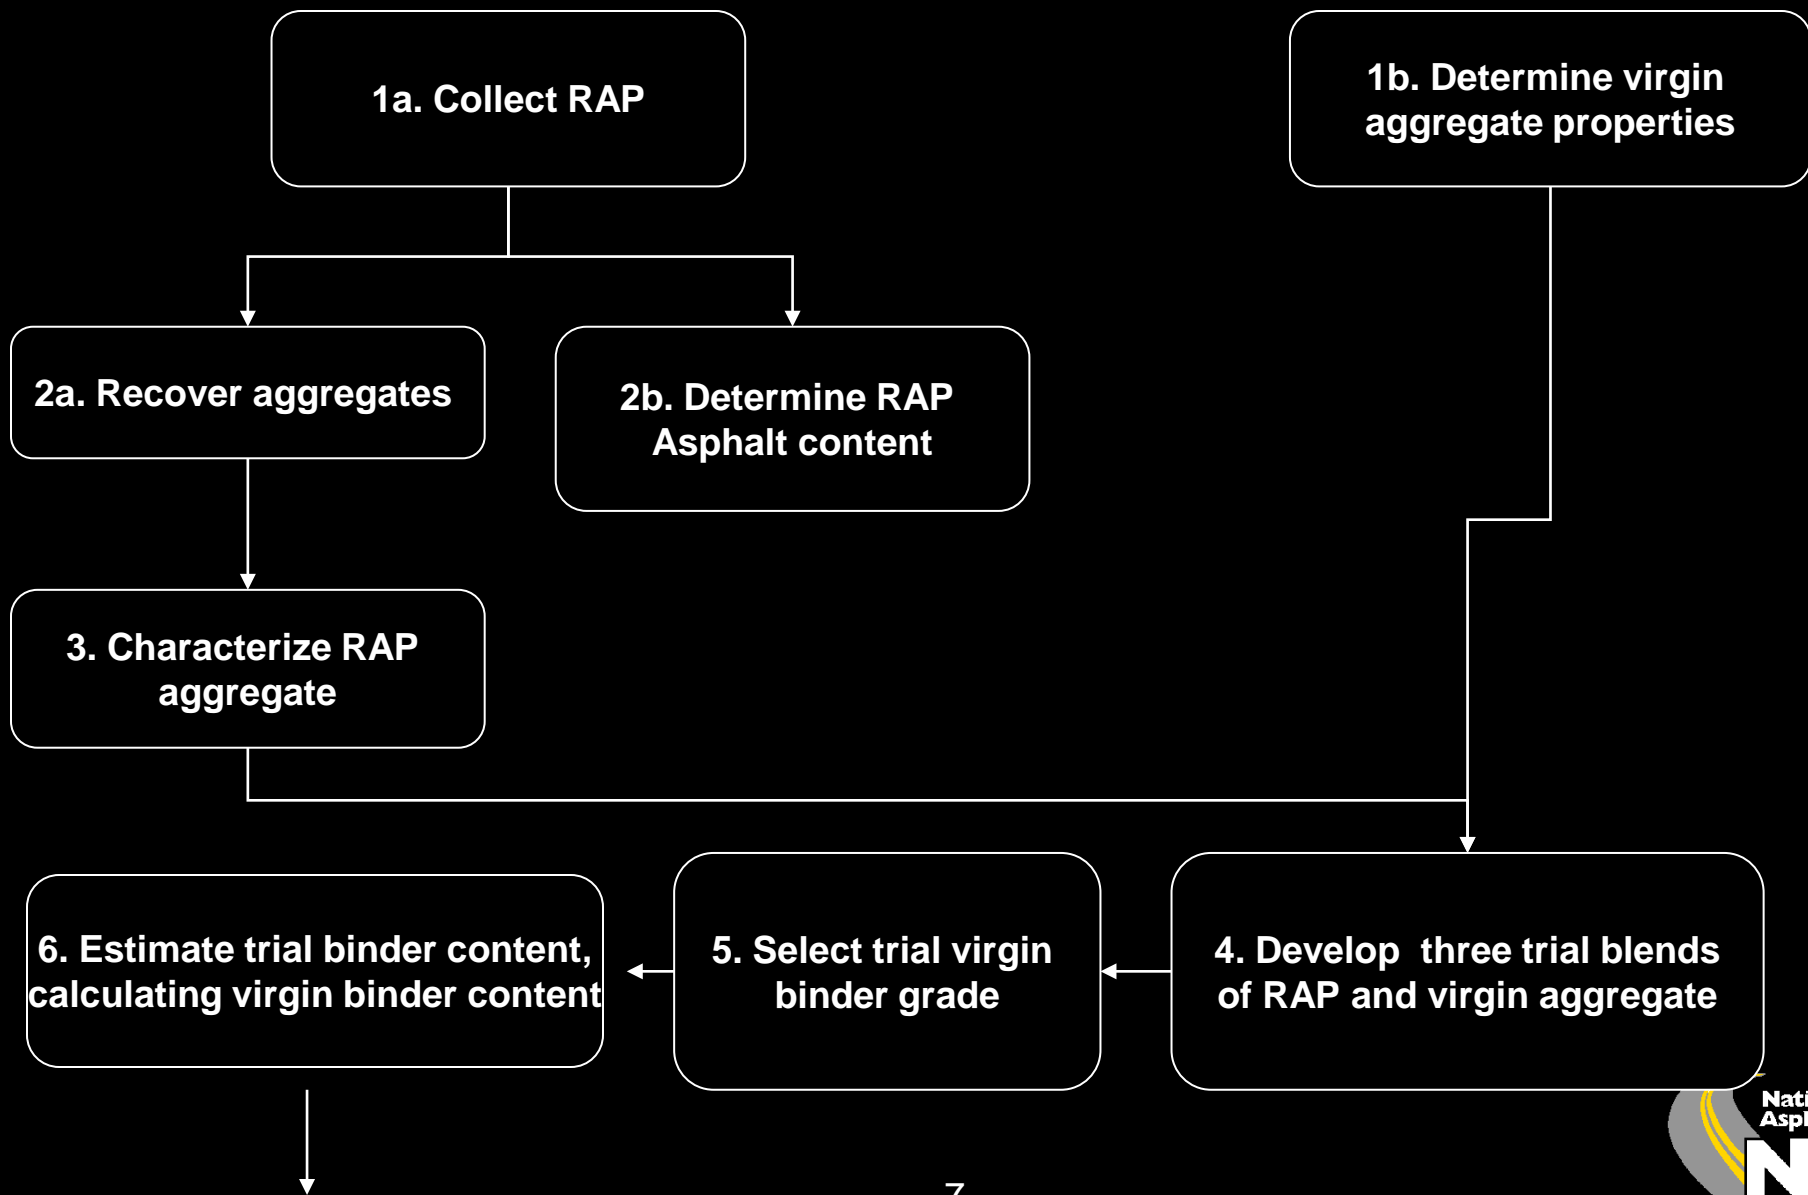 1a. Collect RAP
1b. Determine virgin
aggregate properties
2a. Recover aggregates
2b. Determine RAP
Asphalt content
3. Characterize RAP
aggregate
6. Estimate trial binder content,
calculating virgin binder content
5. Select trial virgin
binder grade
4. Develop  three trial blends
of RAP and virgin aggregate
7